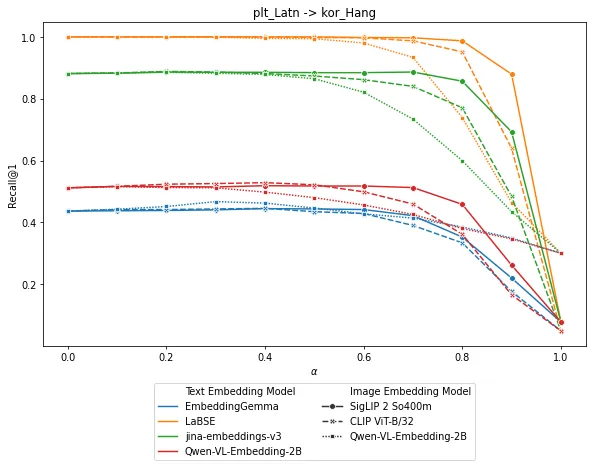 plt_Latn -> kor_Hang
Recall@1
1.0
0.8
0.6
0.4
0.2
0.0
0.2
0.4
0.6
0.8
1.0
α
Text Embedding Model
EmbeddingGemma
LaBSE
jina-embeddings-v3
Qwen-VL-Embedding-2B
Image Embedding Model
SigLIP 2 So400m
CLIP ViT-B/32
Qwen-VL-Embedding-2B